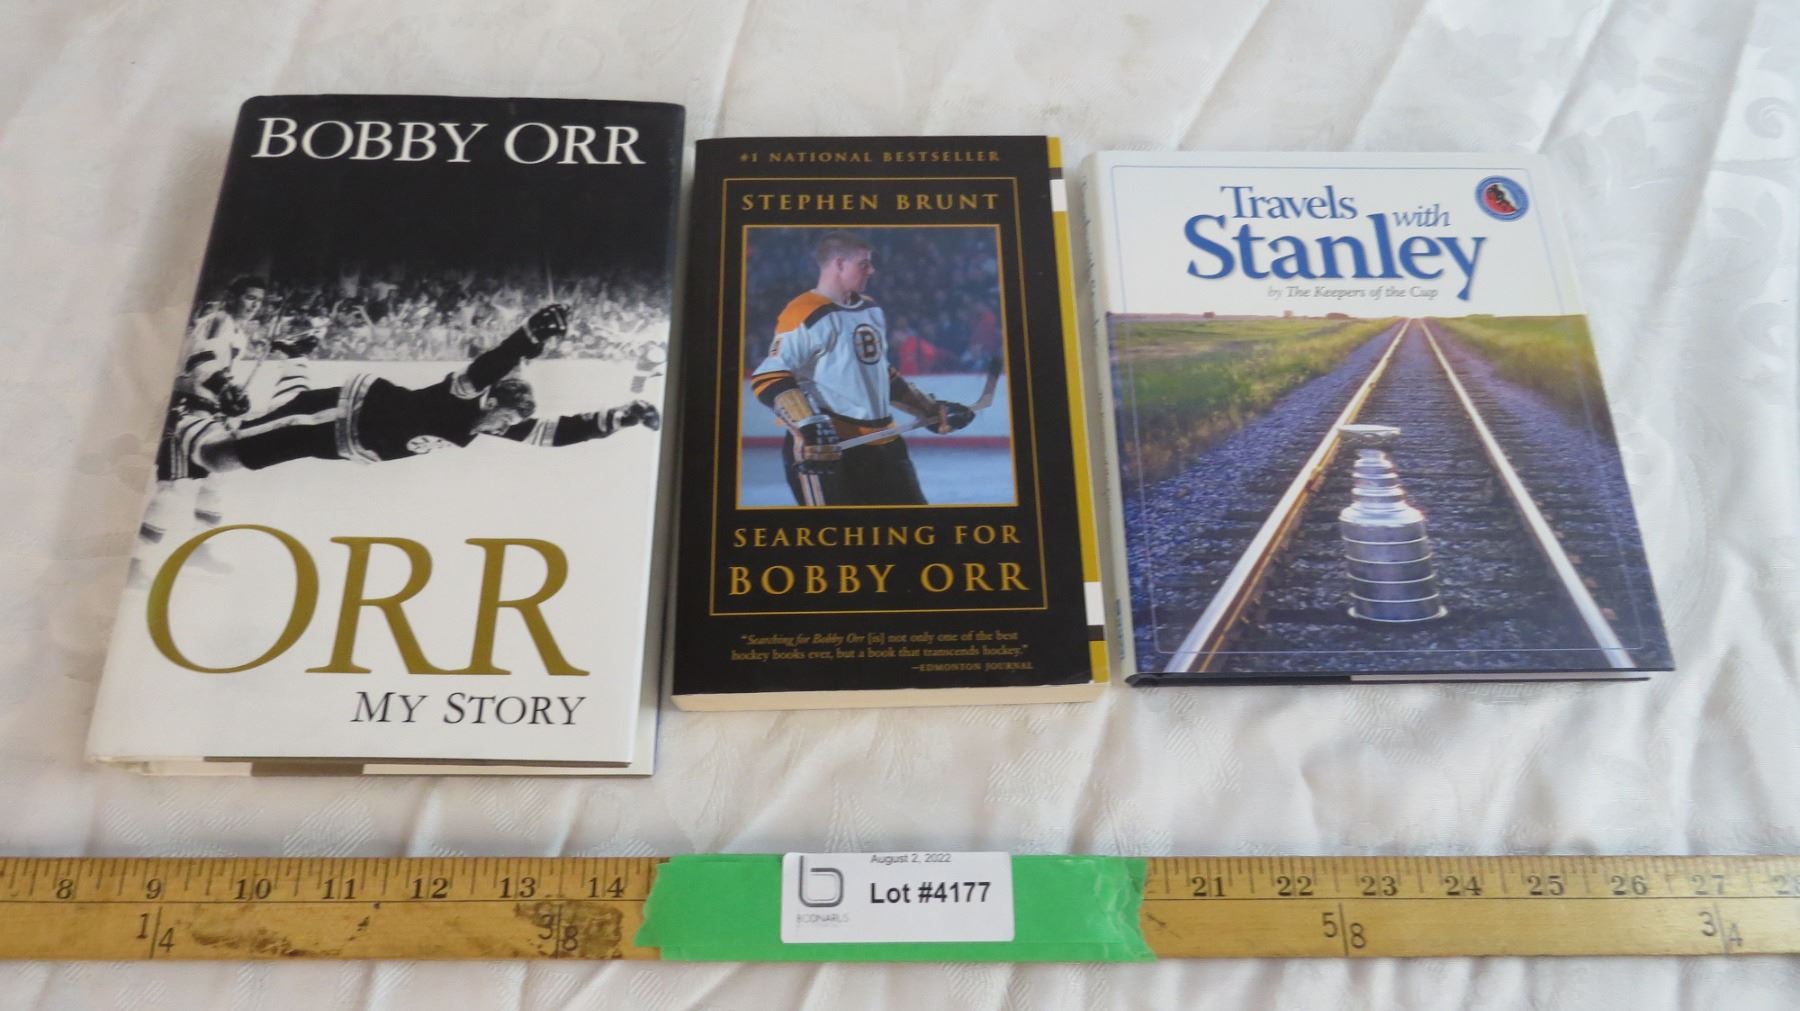 BOBBY ORR
ORR
MY STORY
#1 NATIONAL BESTSELLER
STEPHEN BRUNT
B
SEARCHING FOR
BOBBY ORR
"Searching for Bobby Orr [is] not only one of the best
hockey books ever, but a book that transcends hockey."
—EDMONTON JOURNAL
Travels with
Stanley
by The Keepers of the Cup
8 9 10 11 12 13 14 21 22 23 24 25 26 27 28
1/4 3/8 5/8 3/4
August 2, 2022
Lot #4177
BODNARUS